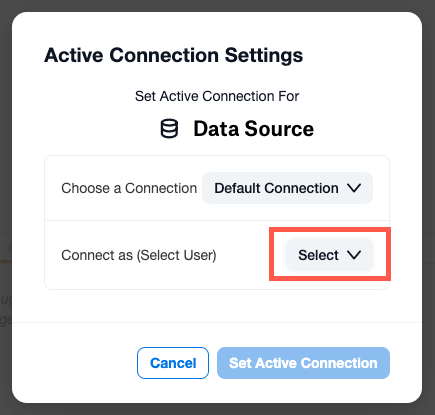 Active Connection Settings
Set Active Connection For
Data Source
Choose a Connection Default Connection
Connect as (Select User) Select
Cancel Set Active Connection